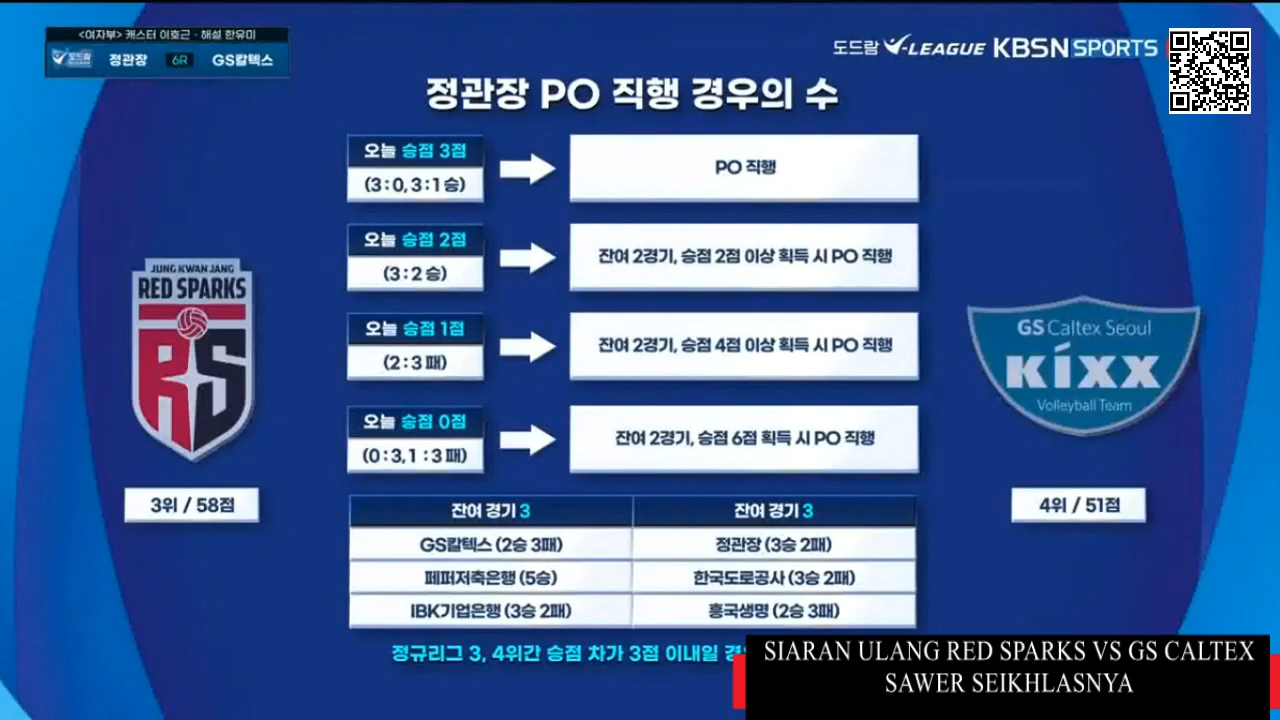 <여자부> 캐스터 이호근 · 해설 한유미
도드람
정관장 6R GS칼텍스
도드람 V-LEAGUE KBSN SPORTS
정관장 PO 직행 경우의 수
오늘 승점 3점
(3:0, 3:1 승)
PO 직행
오늘 승점 2점
(3:2 승)
잔여 2경기, 승점 2점 이상 획득 시 PO 직행
오늘 승점 1점
(2:3 패)
잔여 2경기, 승점 4점 이상 획득 시 PO 직행
오늘 승점 0점
(0:3, 1:3 패)
잔여 2경기, 승점 6점 획득 시 PO 직행
JUNG KWAN JANG
RED SPARKS
RS
3위 / 58점
GS Caltex Seoul
Kixx
Volleyball Team
4위 / 51점
잔여 경기 3 잔여 경기 3
GS칼텍스 (2승 3패) 정관장 (3승 2패)
페퍼저축은행 (5승) 한국도로공사 (3승 2패)
IBK기업은행 (3승 2패) 흥국생명 (2승 3패)
정규리그 3, 4위간 승점 차가 3점 이내일
SIARAN ULANG RED SPARKS VS GS CALTEX
SAWER SEIKHLASNYA